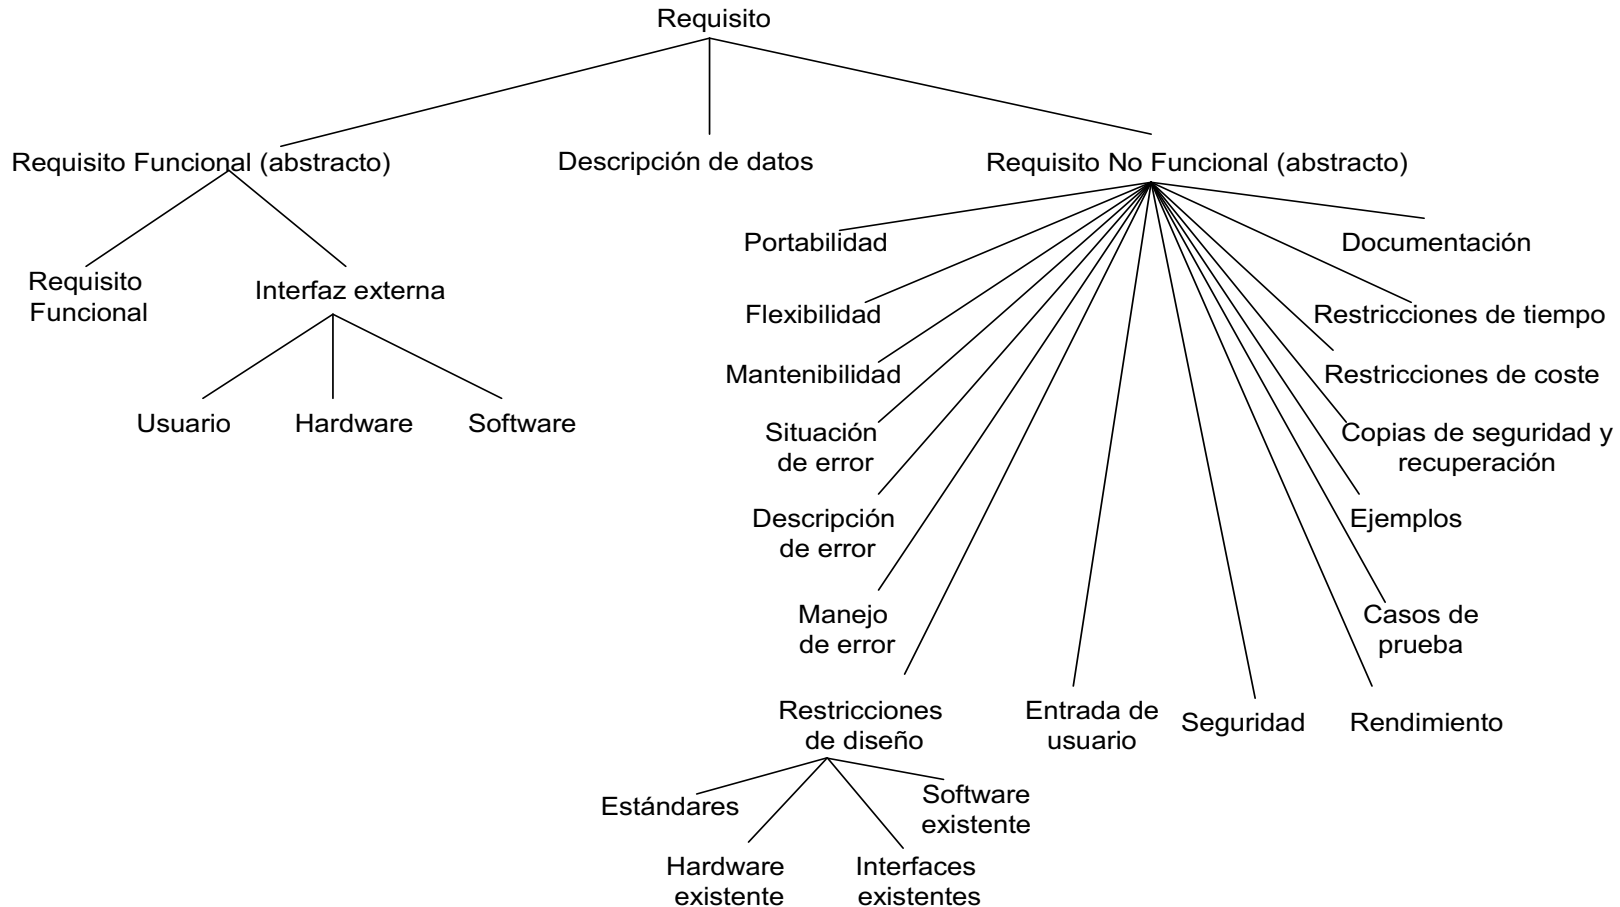 Requisito
Requisito Funcional (abstracto)
Descripción de datos
Requisito No Funcional (abstracto)
Requisito
Funcional
Interfaz externa
Usuario
Hardware
Software
Portabilidad
Flexibilidad
Mantenibilidad
Situación
de error
Descripción
de error
Manejo
de error
Restricciones
de diseño
Estándares
Hardware
existente
Interfaces
existentes
Software
existente
Entrada de
usuario
Seguridad
Rendimiento
Casos de
prueba
Ejemplos
Copias de seguridad y
recuperación
Restricciones de coste
Restricciones de tiempo
Documentación